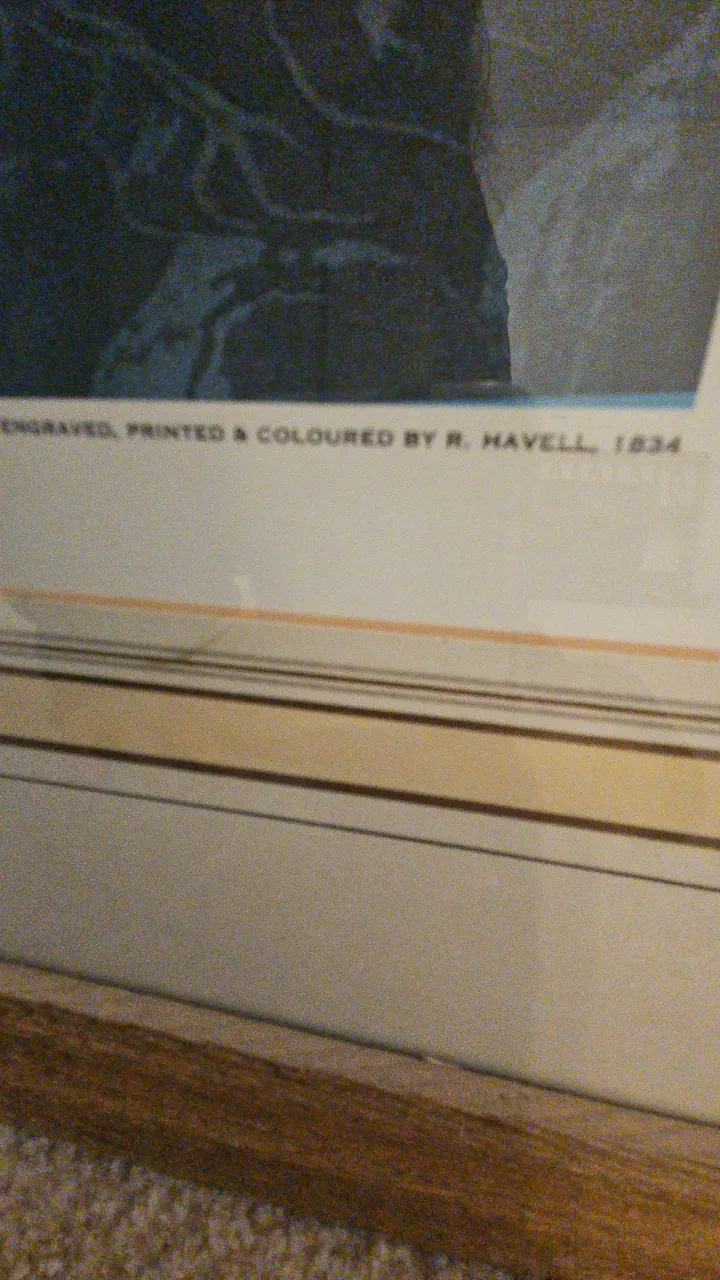 ENGRAVED, PRINTED & COLOURED BY R. HAVELL, 1834